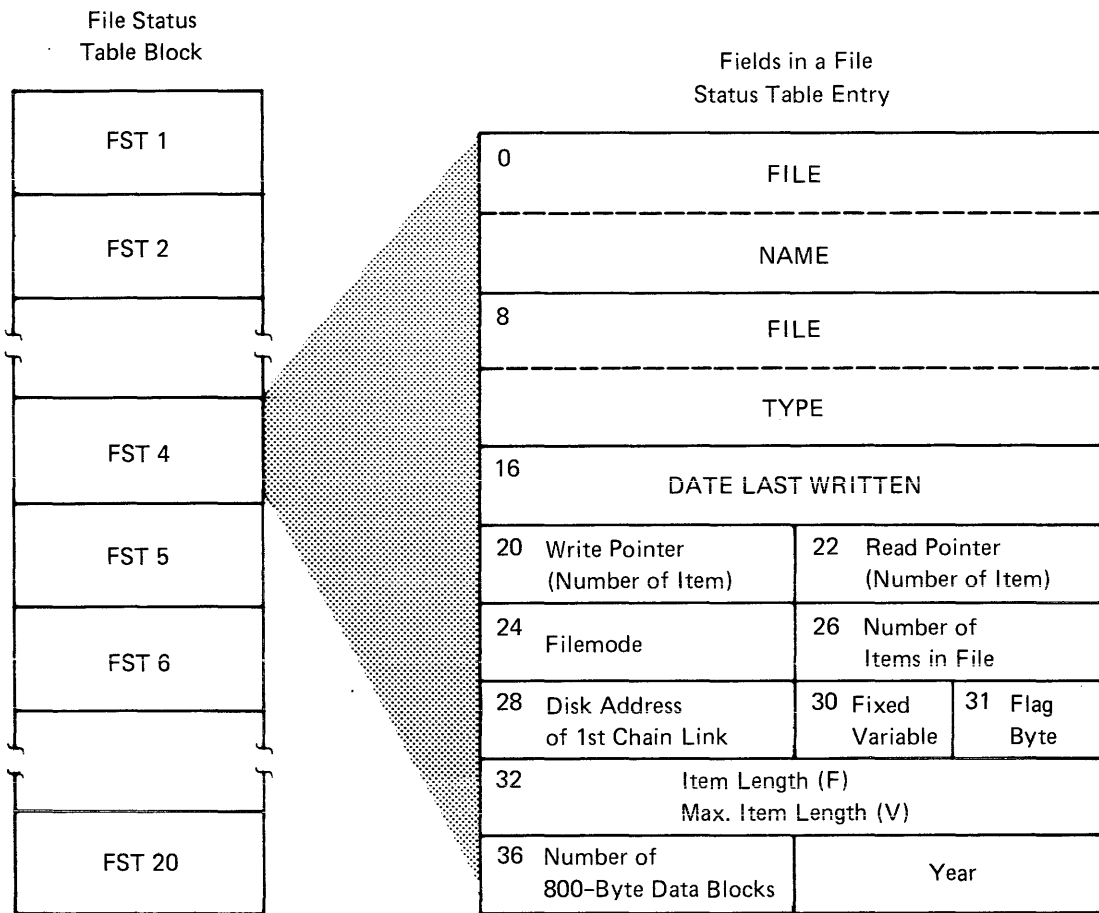 File Status
Table Block
FST 1
FST 2
FST 4
FST 5
FST 6
FST 20
Fields in a File
Status Table Entry
0
FILE
NAME
8
FILE
TYPE
16
DATE LAST WRITTEN
20 Write Pointer
(Number of Item)
22 Read Pointer
(Number of Item)
24 Filemode
26 Number of
Items in File
28 Disk Address
of 1st Chain Link
30 Fixed
Variable
31 Flag
Byte
32 Item Length (F)
Max. Item Length (V)
36 Number of
800-Byte Data Blocks
Year